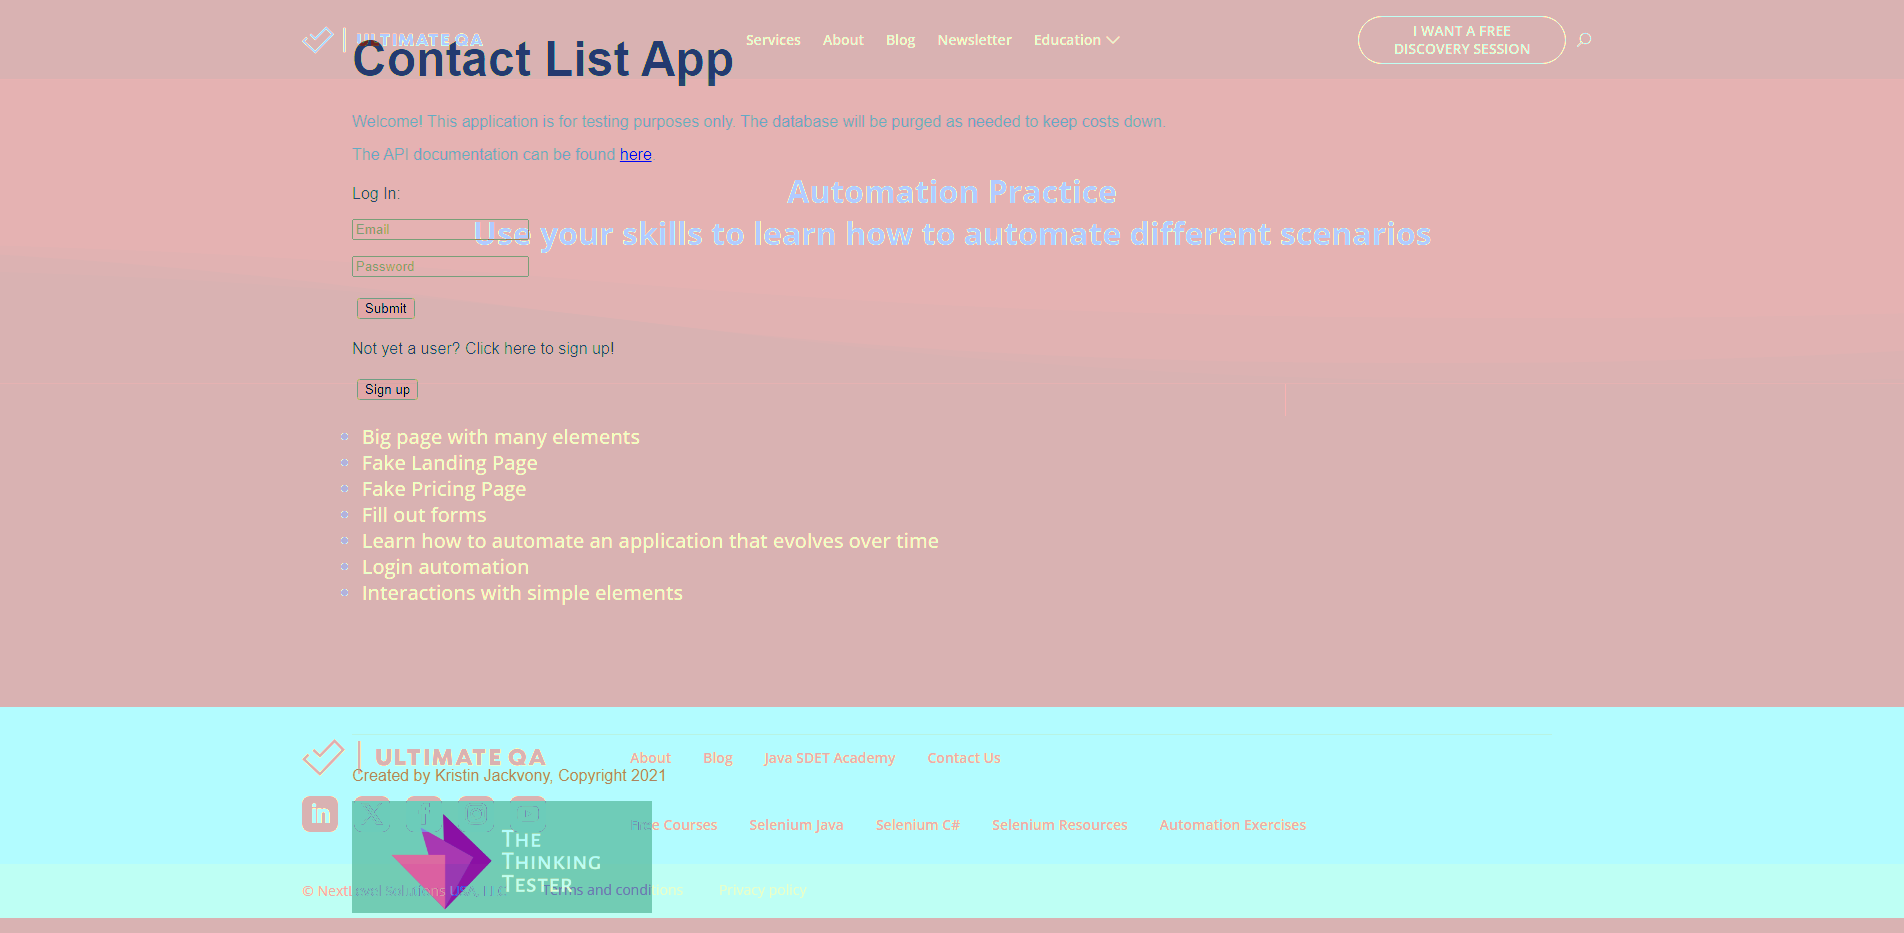 ULTIMATE QA
Services About Blog Newsletter Education
I WANT A FREE
DISCOVERY SESSION
Contact List App
Welcome! This application is for testing purposes only. The database will be purged as needed to keep costs down.
The API documentation can be found here.
Log In:
Automation Practice
Email
Use your skills to learn how to automate different scenarios
Password
Submit
Not yet a user? Click here to sign up!
Sign up
Big page with many elements
Fake Landing Page
Fake Pricing Page
Fill out forms
Learn how to automate an application that evolves over time
Login automation
Interactions with simple elements
ULTIMATE QA
About Blog Java SDET Academy Contact Us
Created by Kristin Jackvony, Copyright 2021
in
Free Courses Selenium Java Selenium C# Selenium Resources Automation Exercises
THE
THINKING
TESTER
© NextLevel Solutions USA, LLC Terms and conditions Privacy policy